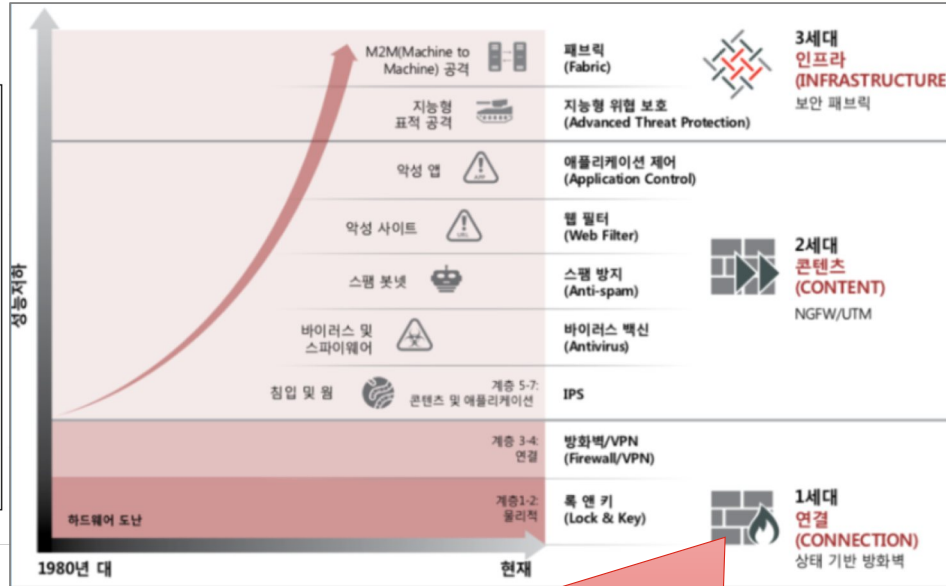 M2M(Machine to
Machine) 공격
패브릭
(Fabric)
3세대
인프라
(INFRASTRUCTURE
보안 패브릭
지능형
표적 공격
지능형 위협 보호
(Advanced Threat Protection)
악성 앱
APP
애플리케이션 제어
(Application Control)
악성 사이트
URL
웹 필터
(Web Filter)
2세대
콘텐츠
(CONTENT)
NGFW/UTM
스팸 봇넷
스팸 방지
(Anti-spam)
바이러스 및
스파이웨어
바이러스 백신
(Antivirus)
침입 및 웜
계층 5-7:
콘텐츠 및 애플리케이션
IPS
계층 3-4:
연결
방화벽/VPN
(Firewall/VPN)
하드웨어 도난
계층1-2:
물리적
록 앤 키
(Lock & Key)
1세대
연결
(CONNECTION)
상태 기반 방화벽
성능저하
1980년 대
현재